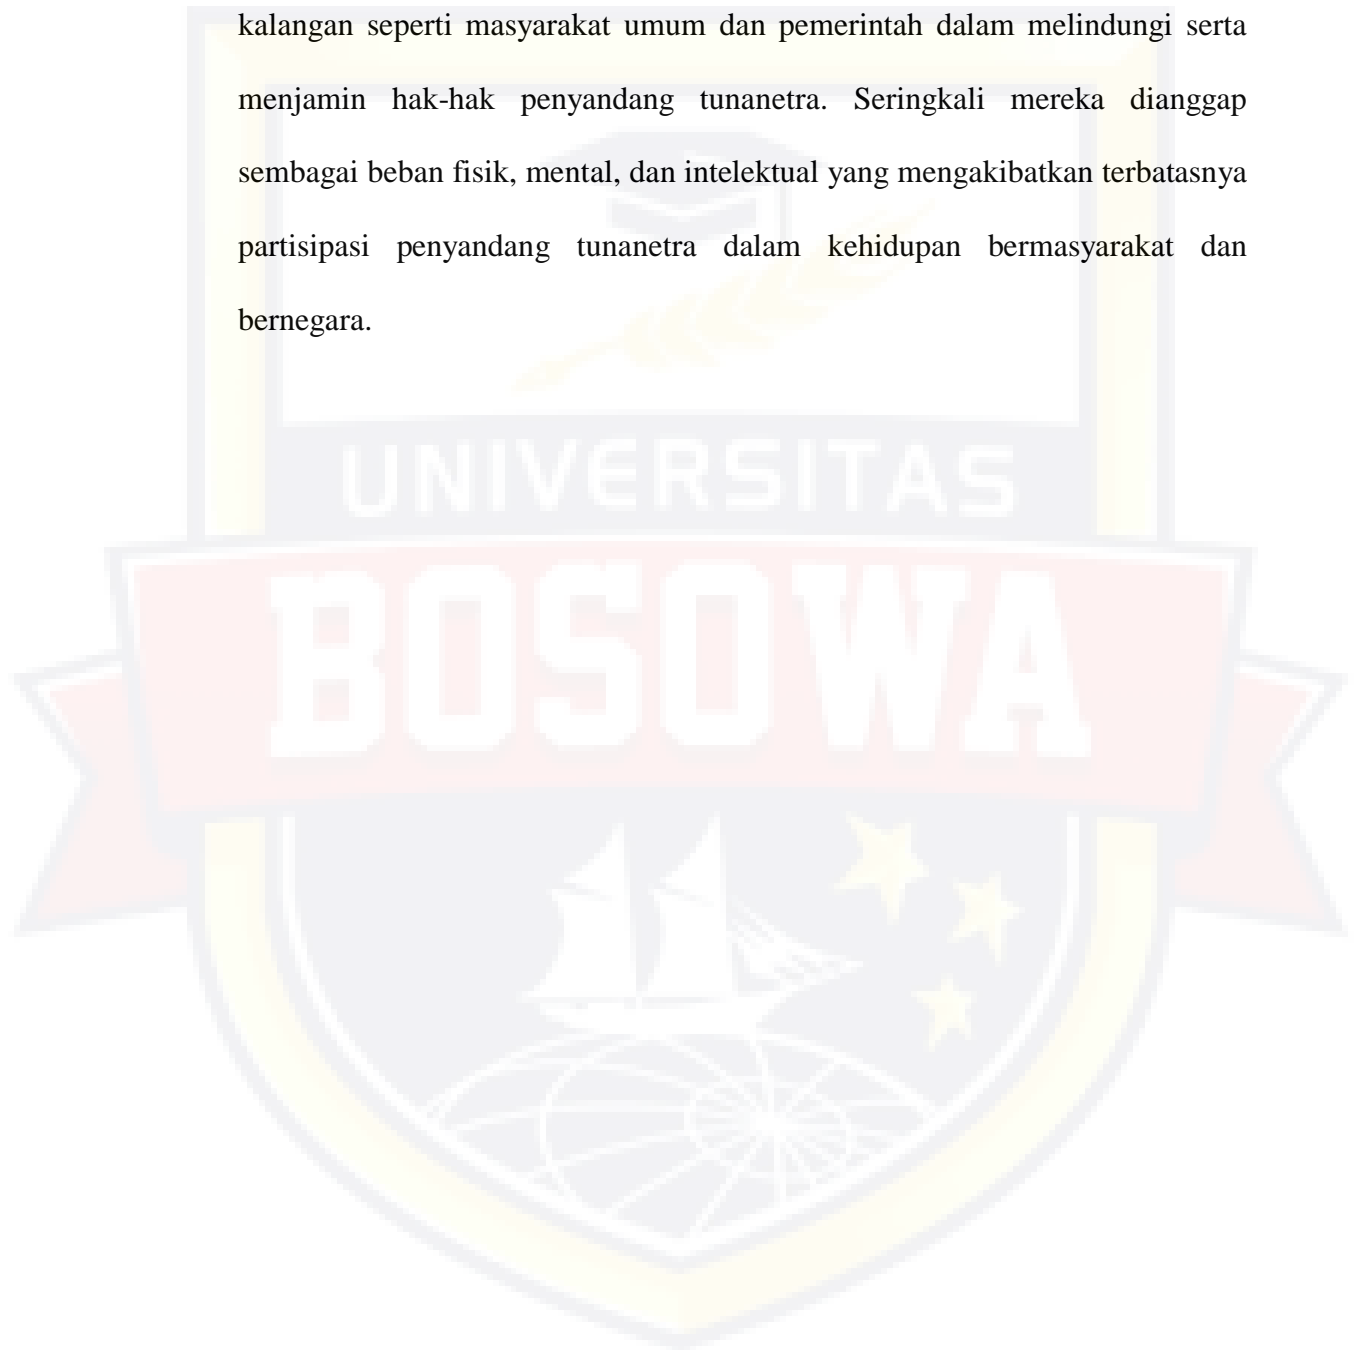 kalangan seperti masyarakat umum dan pemerintah dalam melindungi serta
menjamin hak-hak penyandang tunanetra. Seringkali mereka dianggap
sembagai beban fisik, mental, dan intelektual yang mengakibatkan terbatasnya
partisipasi penyandang tunanetra dalam kehidupan bermasyarakat dan
bernegara.
UNIVERSITAS
BOSOWA